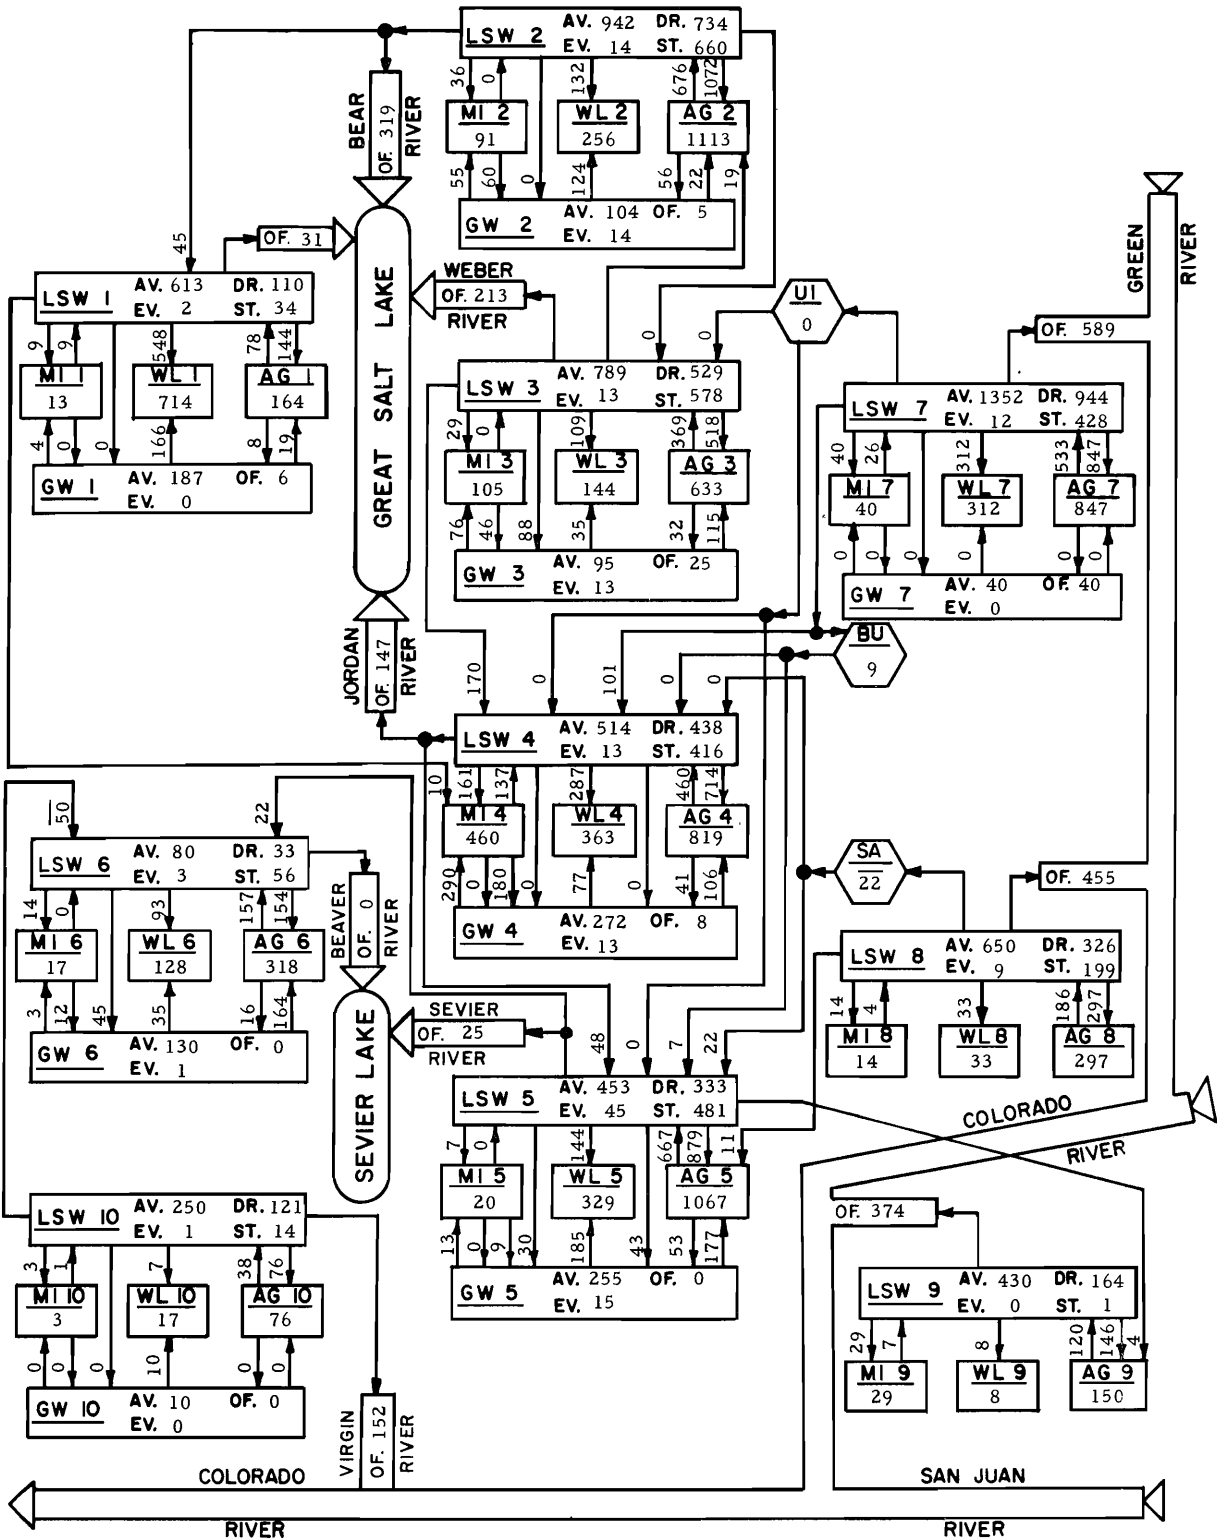 LSW 2 AV. 942 DR. 734
EV. 14 ST. 660
36 0 132 676 1072
MI 2 WL 2 AG 2
91 256 1113
55 60 0 124 56 22 19
GW 2 AV. 104 OF. 5
EV. 14
BEAR
OF. 319
RIVER
45
OF. 31
LSW 1 AV. 613 DR. 110
EV. 2 ST. 34
9 9 548 78 144
MI 1 WL 1 AG 1
13 714 164
4 0 0 166 8 19
GW 1 AV. 187 OF. 6
EV. 0
GREAT SALT LAKE
WEBER
OF. 213
RIVER
0 0
UI
0
LSW 3 AV. 789 DR. 529
EV. 13 ST. 578
29 0 109 369 518
MI 3 WL 3 AG 3
105 144 633
76 46 88 35 32 115
GW 3 AV. 95 OF. 25
EV. 13
GREEN
RIVER
OF. 589
LSW 7 AV. 1352 DR. 944
EV. 12 ST. 428
40 26 312 533 847
MI 7 WL 7 AG 7
40 312 847
0 0 0 0 0 0
GW 7 AV. 40 OF. 40
EV. 0
BU
9
JORDAN
OF. 147
RIVER
170 0 101 0 0
LSW 4 AV. 514 DR. 438
EV. 13 ST. 416
10 161 137 287 460 714
MI 4 WL 4 AG 4
460 363 819
290 0 180 0 77 0 41 106
GW 4 AV. 272 OF. 8
EV. 13
50 22
LSW 6 AV. 80 DR. 33
EV. 3 ST. 56
14 0 93 157 154
MI 6 WL 6 AG 6
17 128 318
3 12 45 35 16 164
GW 6 AV. 130 OF. 0
EV. 1
BEAVER
OF. 0
RIVER
SEVIER LAKE
SEVIER
OF. 25
RIVER
SA
22
OF. 455
LSW 8 AV. 650 DR. 326
EV. 9 ST. 199
14 4 33 186 297
MI 8 WL 8 AG 8
14 33 297
48 0 7 22
LSW 5 AV. 453 DR. 333
EV. 45 ST. 481
7 0 144 667 879 11
MI 5 WL 5 AG 5
20 329 1067
13 0 9 30 185 43 53 177
GW 5 AV. 255 OF. 0
EV. 15
COLORADO
RIVER
OF. 374
LSW 9 AV. 430 DR. 164
EV. 0 ST. 1
29 7 8 120 146 4
MI 9 WL 9 AG 9
29 8 150
LSW 10 AV. 250 DR. 121
EV. 1 ST. 14
3 1 7 38 76
MI 10 WL 10 AG 10
3 17 76
0 0 0 10 0 0
GW 10 AV. 10 OF. 0
EV. 0
VIRGIN
OF. 152
RIVER
COLORADO
RIVER
SAN JUAN
RIVER